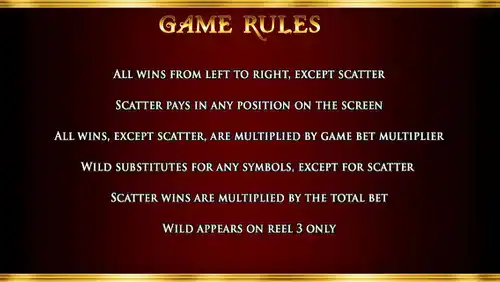 GAME RULES
ALL WINS FROM LEFT TO RIGHT, EXCEPT SCATTER
SCATTER PAYS IN ANY POSITION ON THE SCREEN
ALL WINS, EXCEPT SCATTER, ARE MULTIPLIED BY GAME BET MULTIPLIER
WILD SUBSTITUTES FOR ANY SYMBOLS, EXCEPT FOR SCATTER
SCATTER WINS ARE MULTIPLIED BY THE TOTAL BET
WILD APPEARS ON REEL 3 ONLY